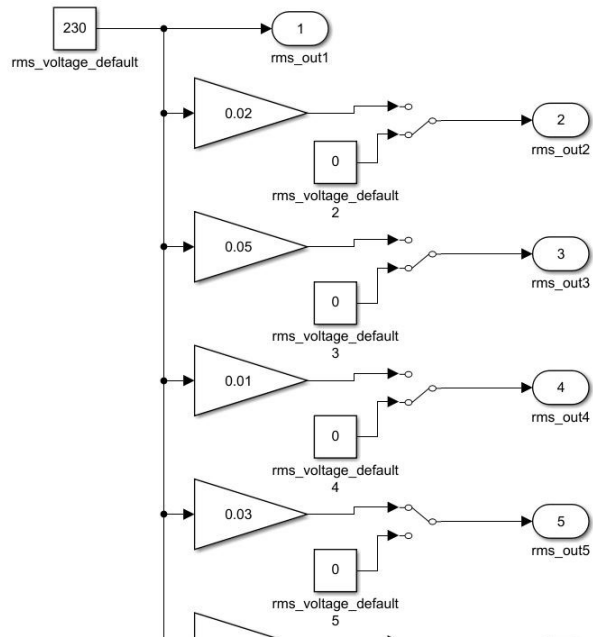 230
rms_voltage_default
1
rms_out1
0.02
0
rms_voltage_default
2
2
rms_out2
0.05
0
rms_voltage_default
3
3
rms_out3
0.01
0
rms_voltage_default
4
4
rms_out4
0.03
0
rms_voltage_default
5
5
rms_out5